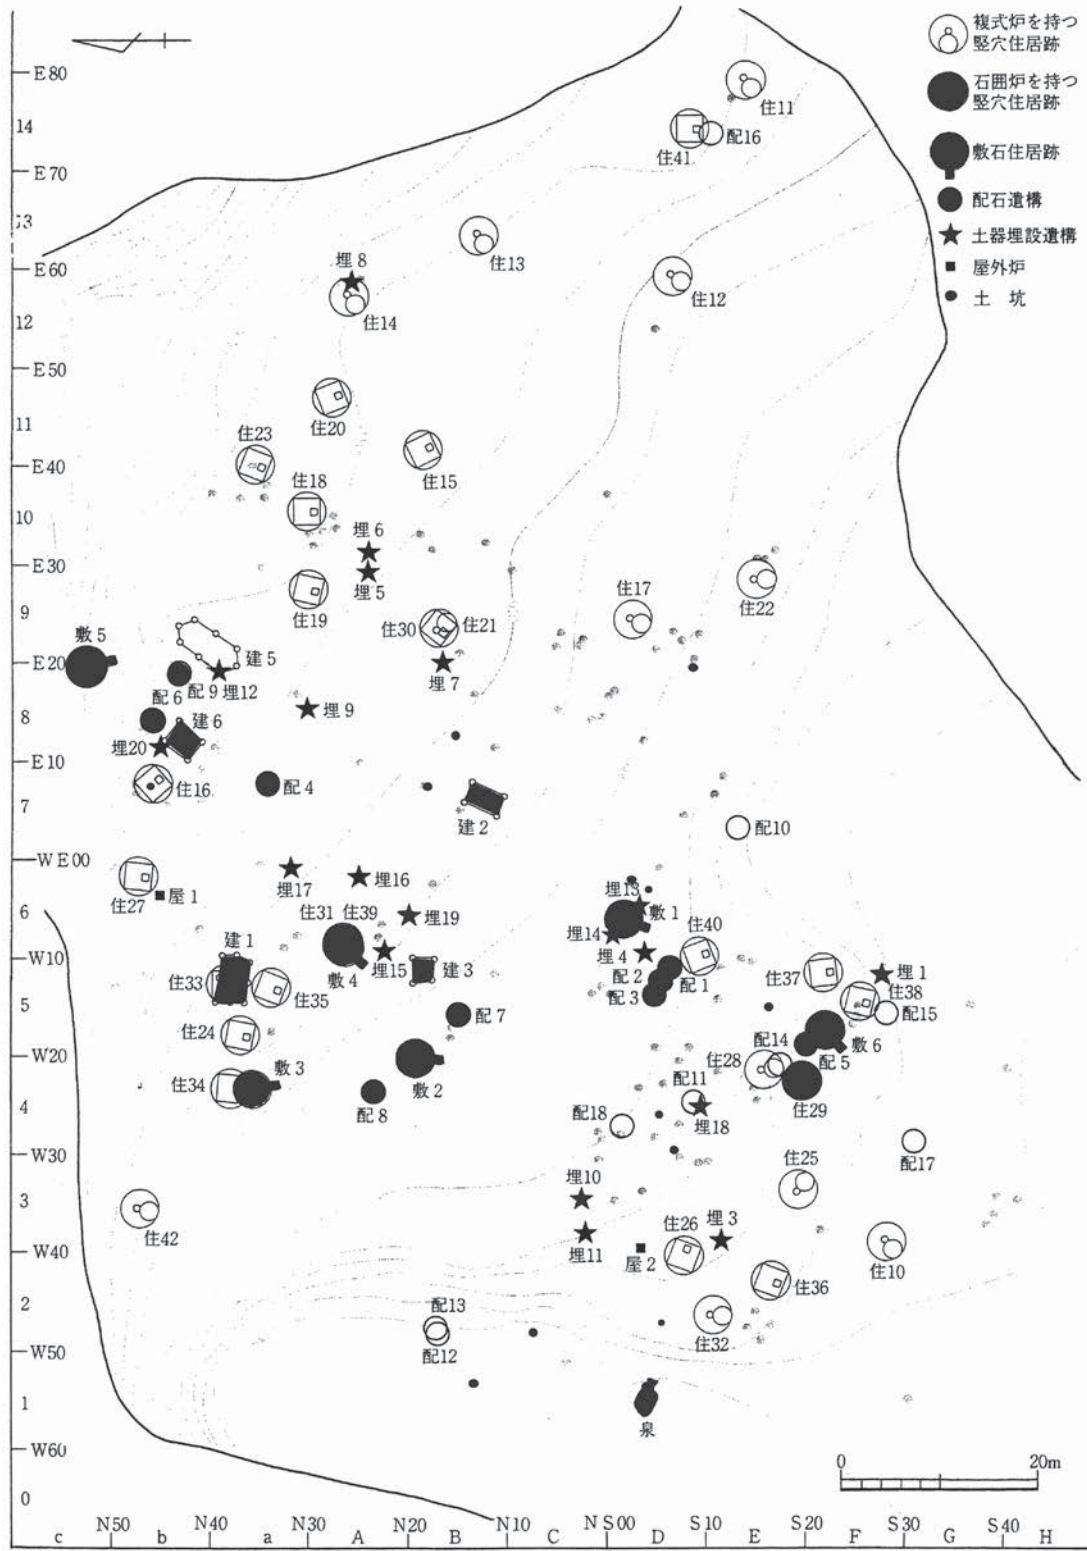 複式炉を持つ
竪穴住居跡
石囲炉を持つ
竪穴住居跡
敷石住居跡
配石遺構
土器埋設遺構
屋外炉
土 坑
E80
14
E70
13
E60
12
E50
11
E40
10
E30
9
E20
8
E10
7
WE00
6
W10
5
W20
4
W30
3
W40
2
W50
1
W60
0
住11
住41
配16
住13
埋8
住12
住14
住20
住23
住15
住18
埋6
埋5
住19
住17
住22
住30
住21
敷5
建5
埋7
配6
配9
埋12
埋9
建6
埋20
住16
配4
建2
配10
住27
屋1
埋17
埋16
住31
住39
埋19
埋13
敷1
埋14
住40
建1
埋4
埋15
建3
敷4
住33
住35
配2
配1
配3
住37
埋1
住38
配15
配7
住24
配14
敷6
配5
住28
敷3
敷2
住34
配8
配11
住29
配18
埋18
配17
住25
埋10
住42
埋11
住26
埋3
屋2
住10
住36
配13
配12
住32
泉
0
20m
c
N50
b
N40
a
N30
A
N20
B
N10
C
NS00
D
S10
E
S20
F
S30
G
S40
H